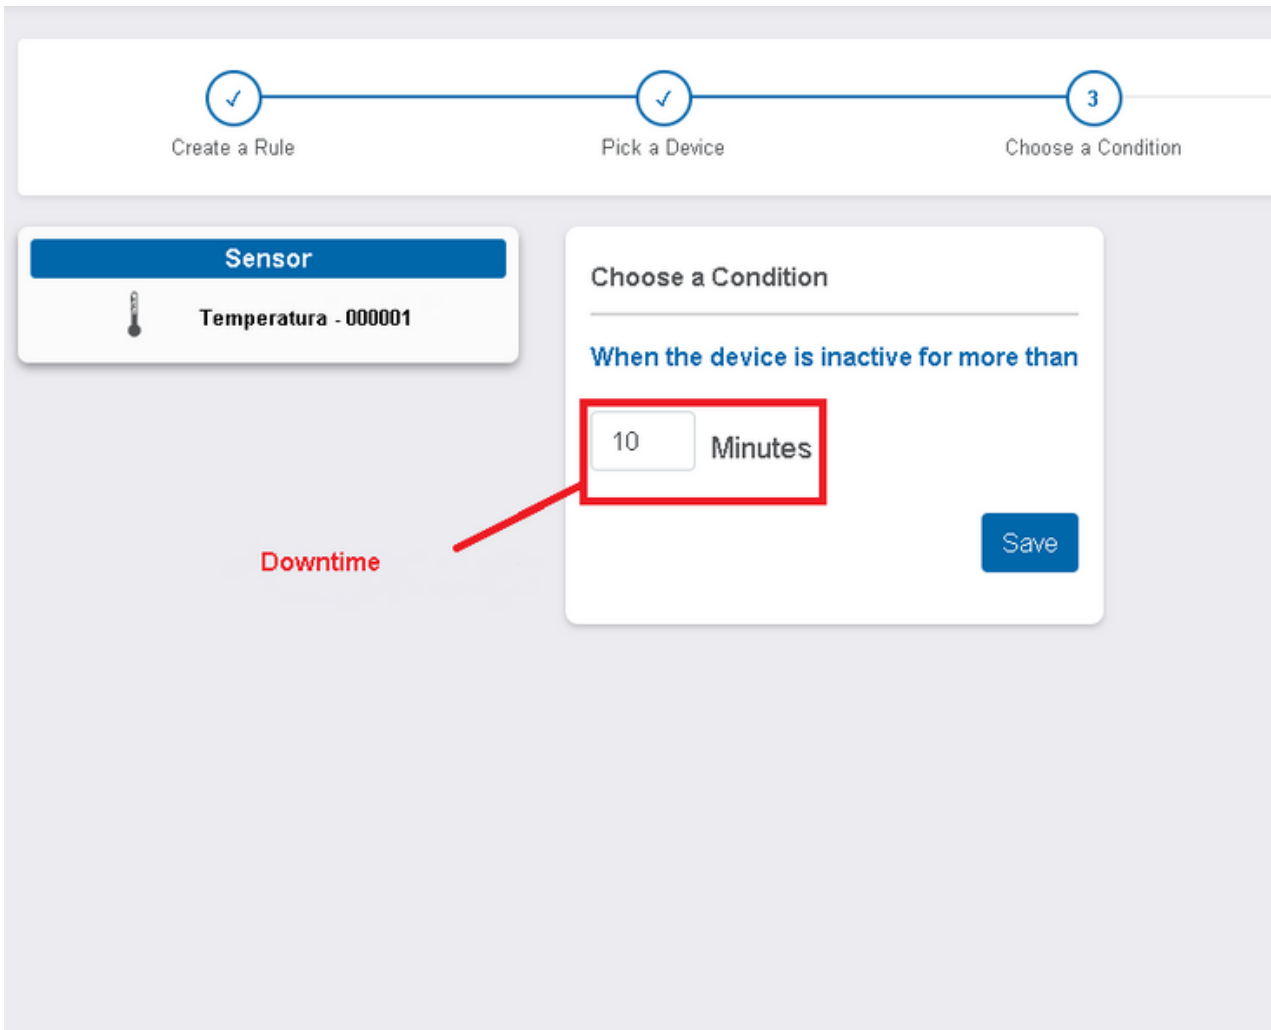 ✓ ✓ 3
Create a Rule Pick a Device Choose a Condition
Sensor
Temperatura - 000001
Choose a Condition
When the device is inactive for more than
10 Minutes
Save
Downtime